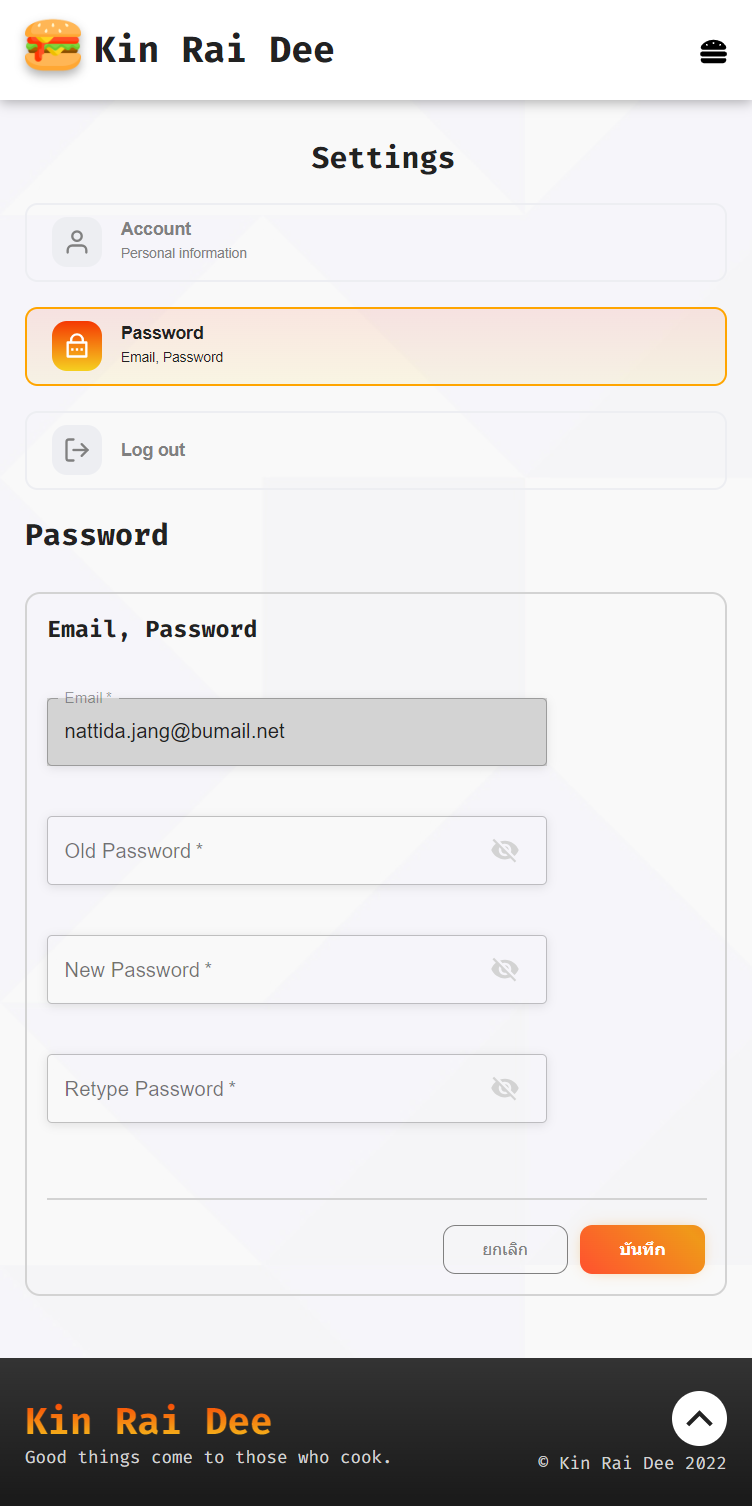 Kin Rai Dee
Settings
Account
Personal information
Password
Email, Password
Log out
Password
Email, Password
Email *
nattida.jang@bumail.net
Old Password *
New Password *
Retype Password *
ยกเลิก
บันทึก
Kin Rai Dee
Good things come to those who cook.
© Kin Rai Dee 2022